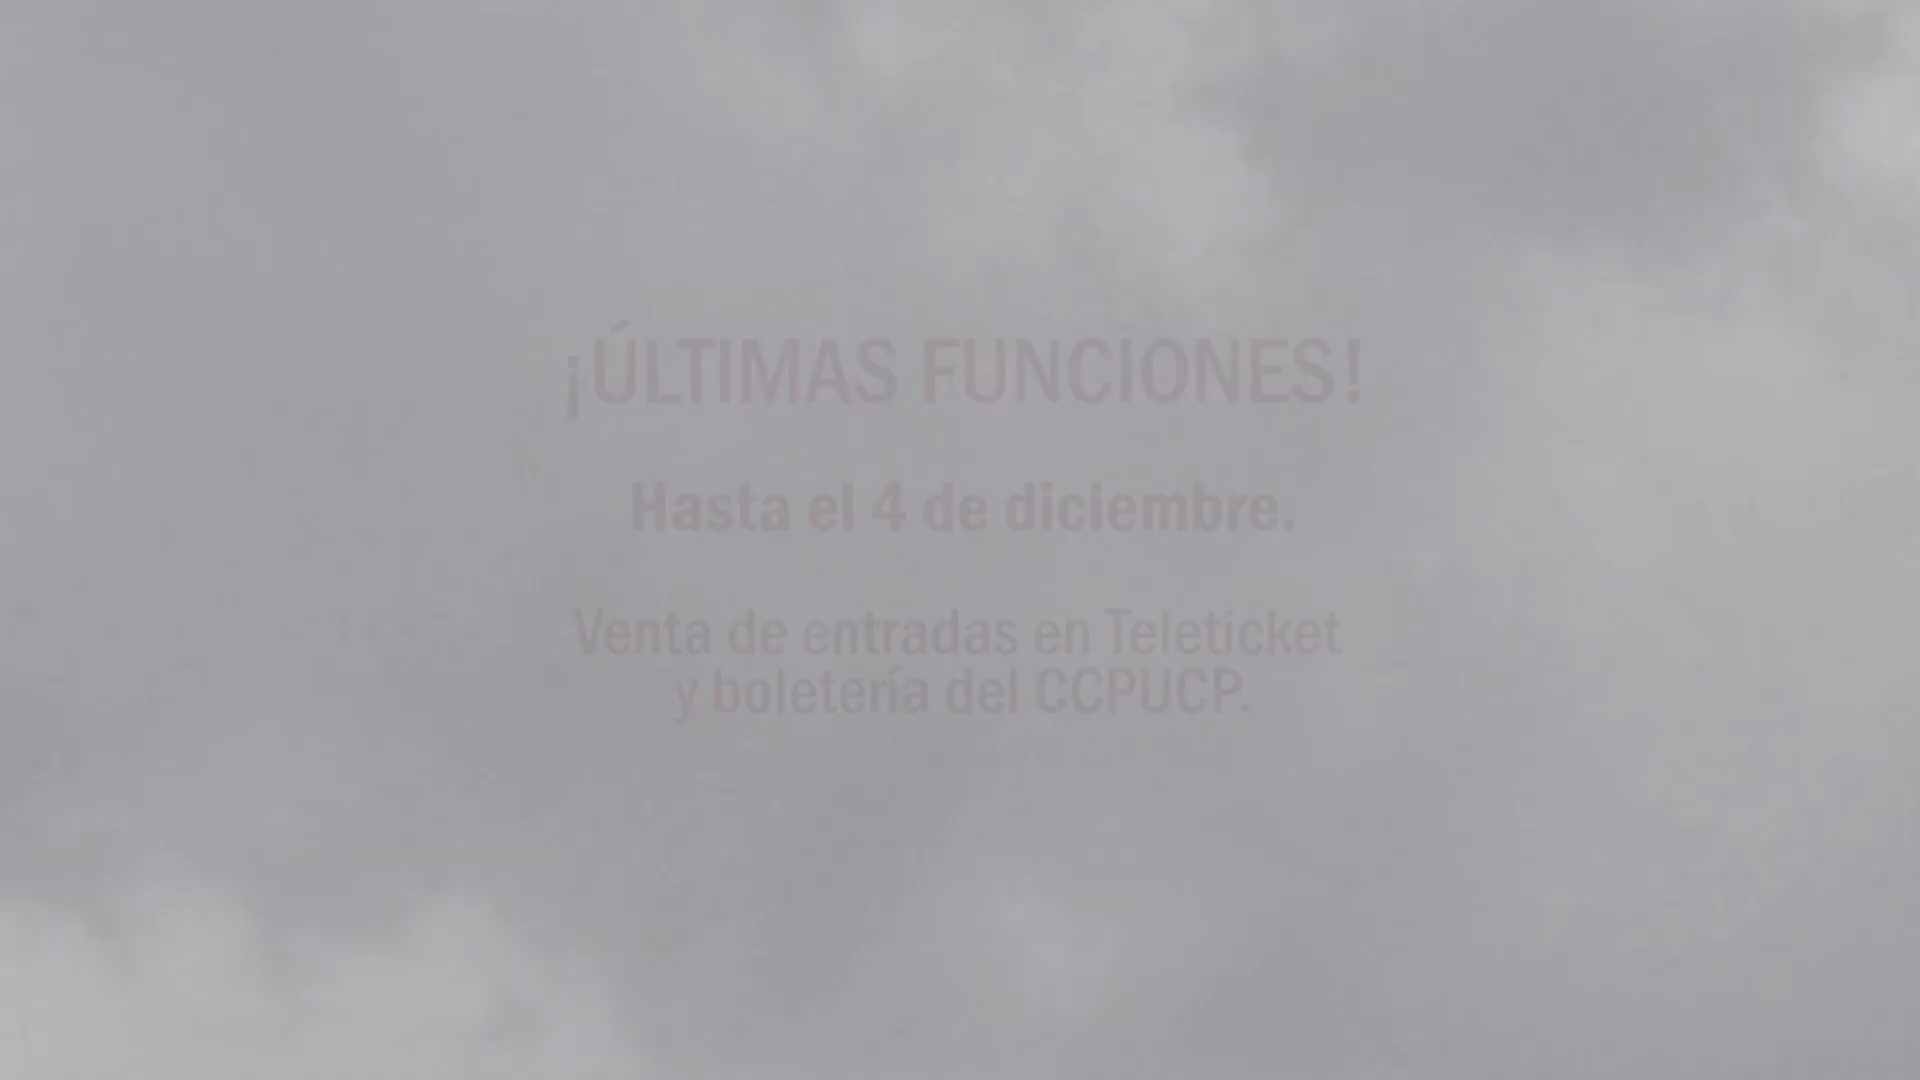 ¡ÚLTIMAS FUNCIONES!
Hasta el 4 de diciembre.
Venta de entradas en Teleticket
y boletería del CCPUCP.